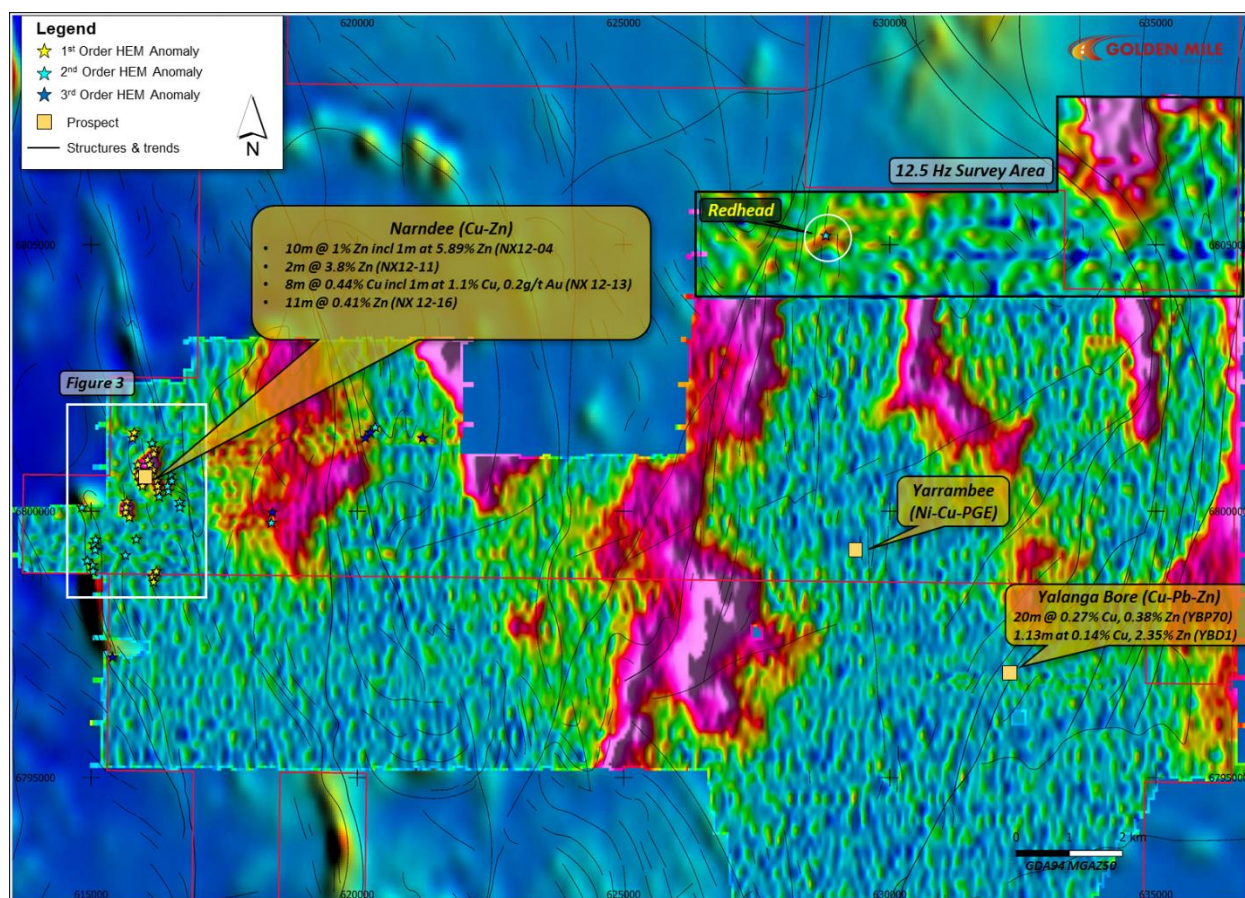 Legend
1st Order HEM Anomaly
2nd Order HEM Anomaly
3rd Order HEM Anomaly
Prospect
Structures & trends
N
620000
625000
630000
635000
GOLDEN MILE
12.5 Hz Survey Area
Redhead
6805000
6805000
Narndee (Cu-Zn)
• 10m @ 1% Zn incl 1m at 5.89% Zn (NX12-04
• 2m @ 3.8% Zn (NX12-11)
• 8m @ 0.44% Cu incl 1m at 1.1% Cu, 0.2g/t Au (NX 12-13)
• 11m @ 0.41% Zn (NX 12-16)
Figure 3
6800000
6800000
Yarrambee
(Ni-Cu-PGE)
Yalanga Bore (Cu-Pb-Zn)
20m @ 0.27% Cu, 0.38% Zn (YBP70)
1.13m at 0.14% Cu, 2.35% Zn (YBD1)
6795000
6795000
0 1 2 km
GDA94 MGAZ50
615000
620000
625000
630000
635000